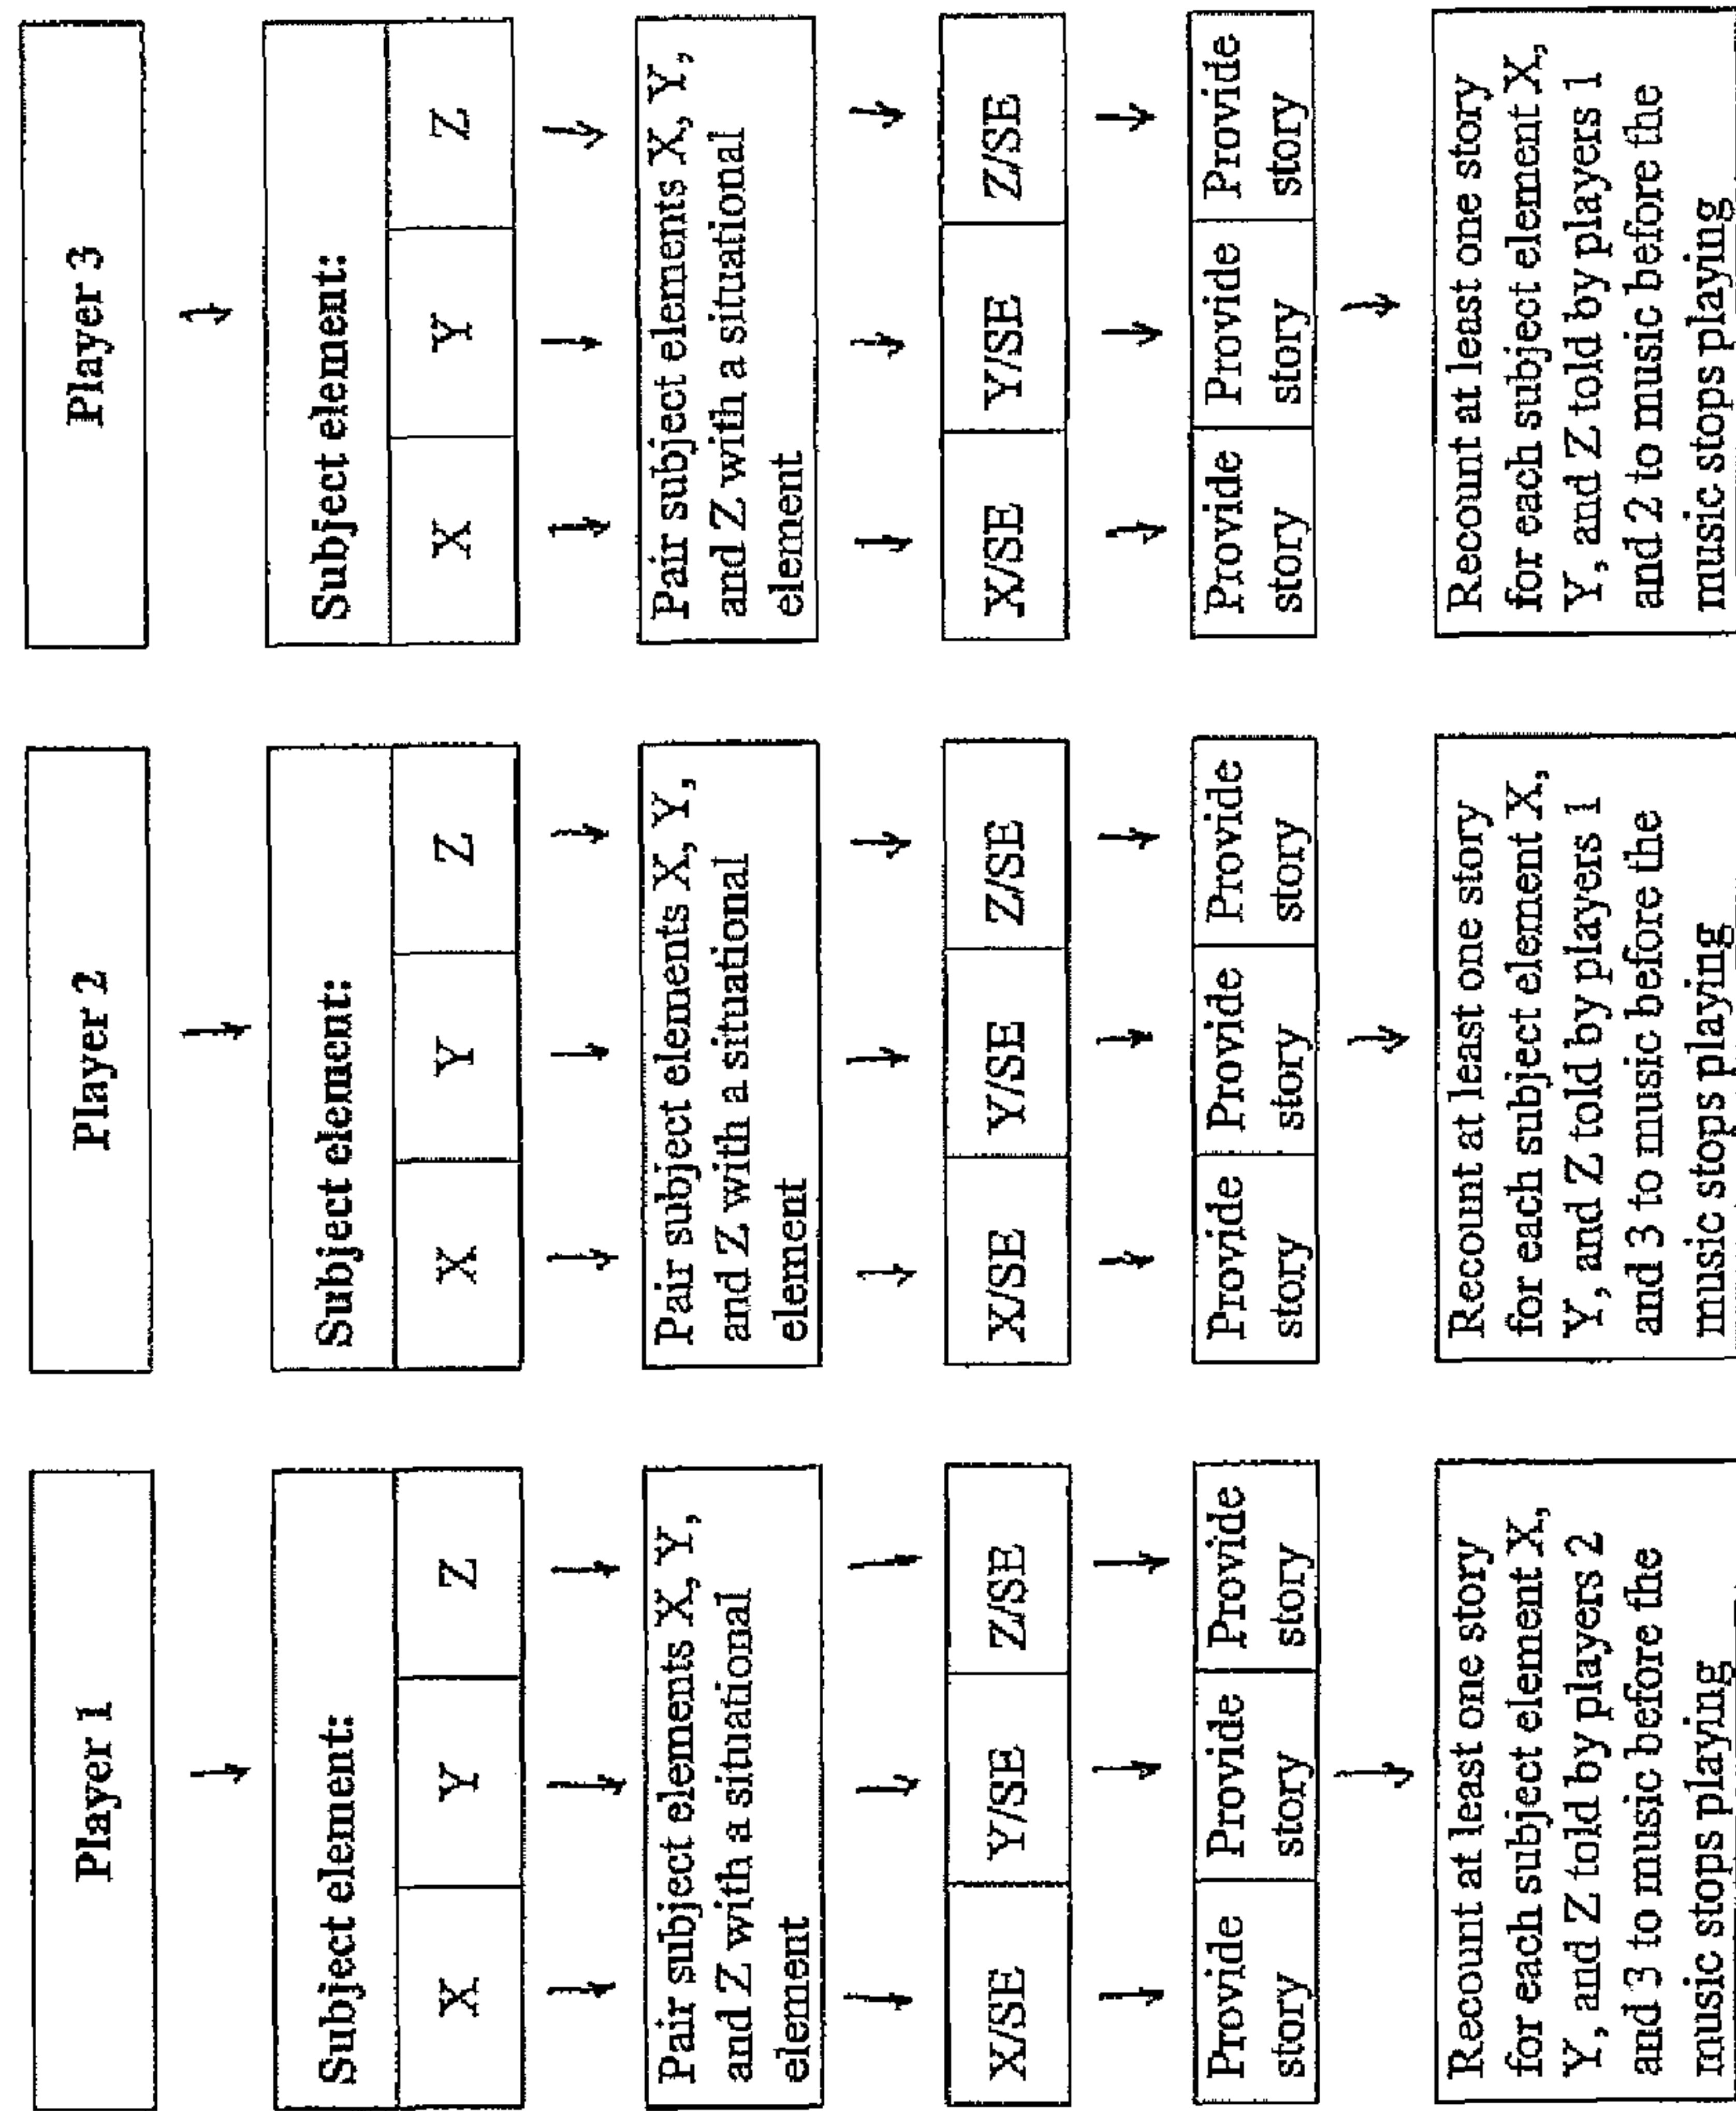 Player 1
Subject element:
X Y Z
Pair subject elements X, Y,
and Z with a situational
element
X/SE Y/SE Z/SE
Provide Provide Provide
story story story
Recount at least one story
for each subject element X,
Y, and Z told by players 2
and 3 to music before the
music stops playing
Player 2
Subject element:
X Y Z
Pair subject elements X, Y,
and Z with a situational
element
X/SE Y/SE Z/SE
Provide Provide Provide
story story story
Recount at least one story
for each subject element X,
Y, and Z told by players 1
and 3 to music before the
music stops playing
Player 3
Subject element:
X Y Z
Pair subject elements X, Y,
and Z with a situational
element
X/SE Y/SE Z/SE
Provide Provide Provide
story story story
Recount at least one story
for each subject element X,
Y, and Z told by players 1
and 2 to music before the
music stops playing